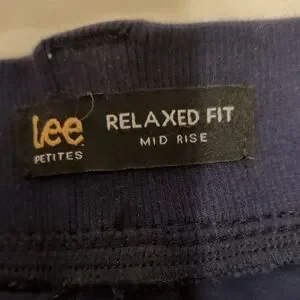 Lee
PETITES
RELAXED FIT
MID RISE